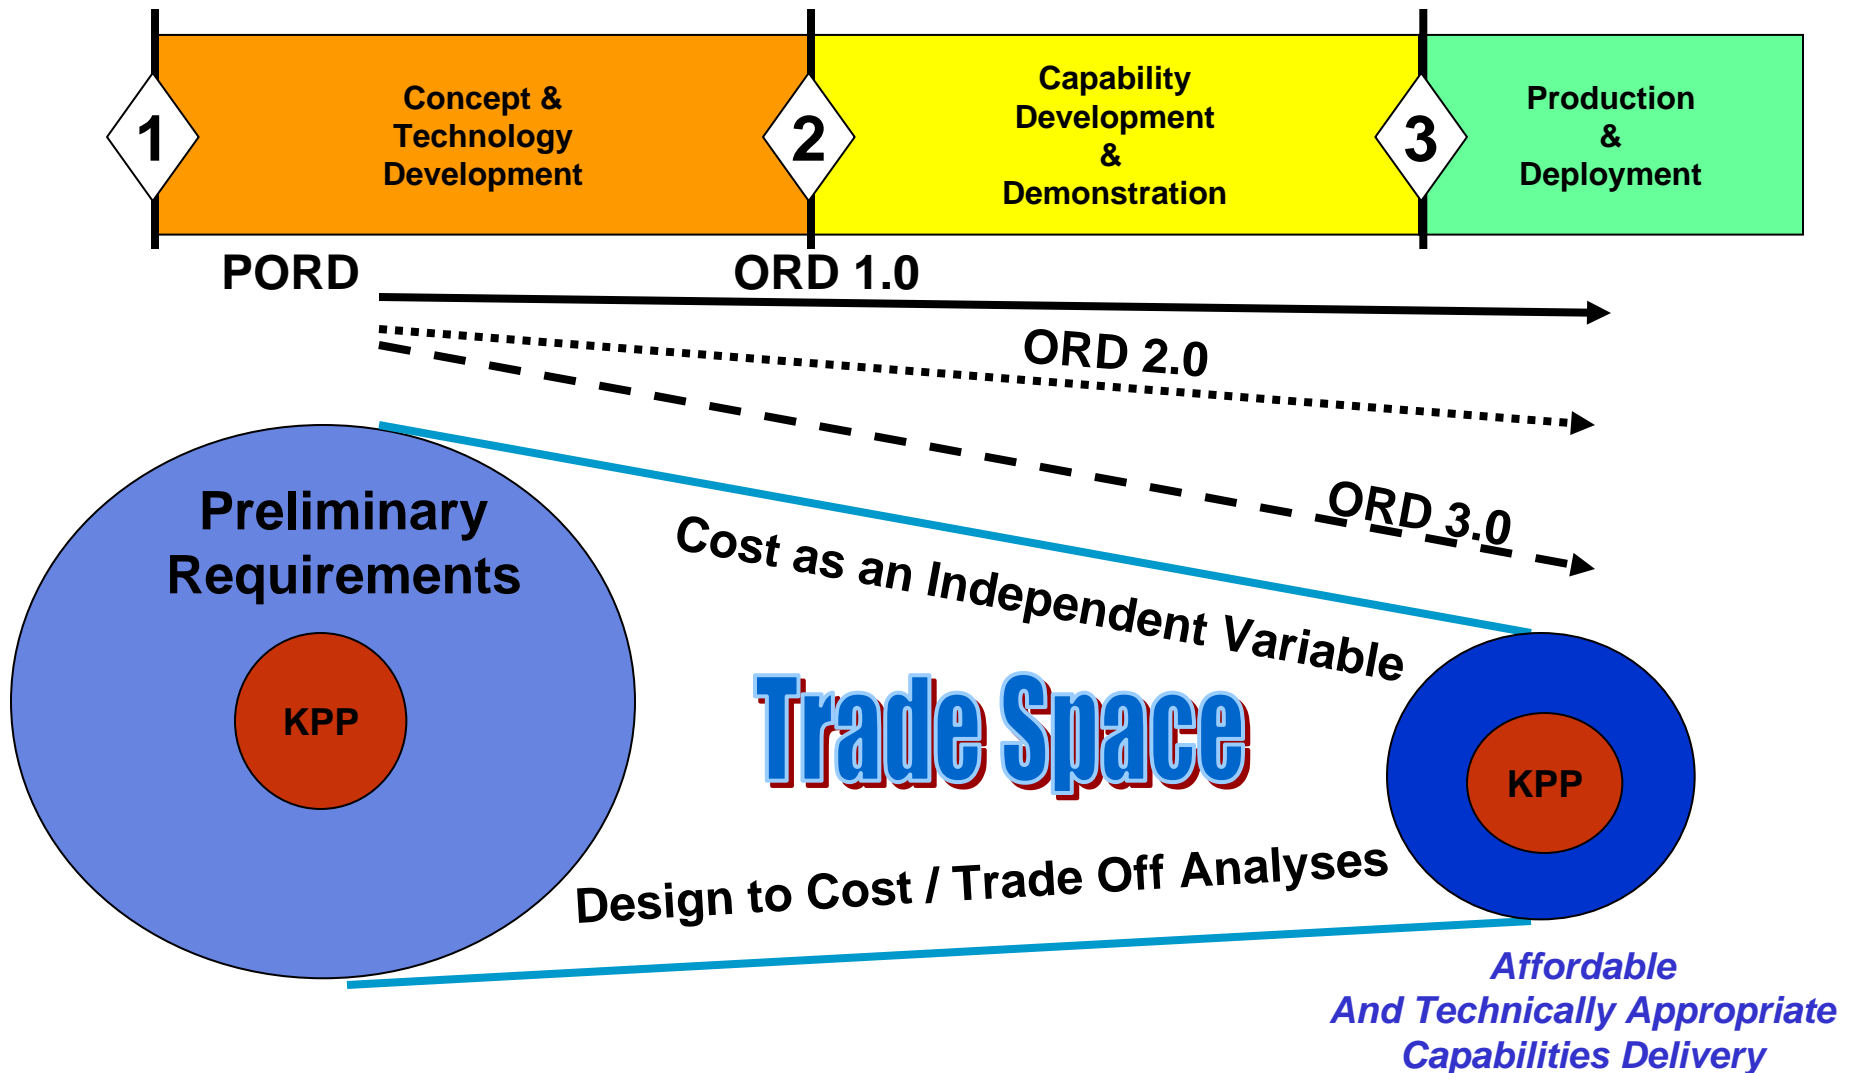 1
Concept &
Technology
Development
2
Capability
Development
&
Demonstration
3
Production
&
Deployment
PORD
ORD 1.0
ORD 2.0
ORD 3.0
Preliminary
Requirements
KPP
Cost as an Independent Variable
Trade Space
Design to Cost / Trade Off Analyses
KPP
Affordable
And Technically Appropriate
Capabilities Delivery